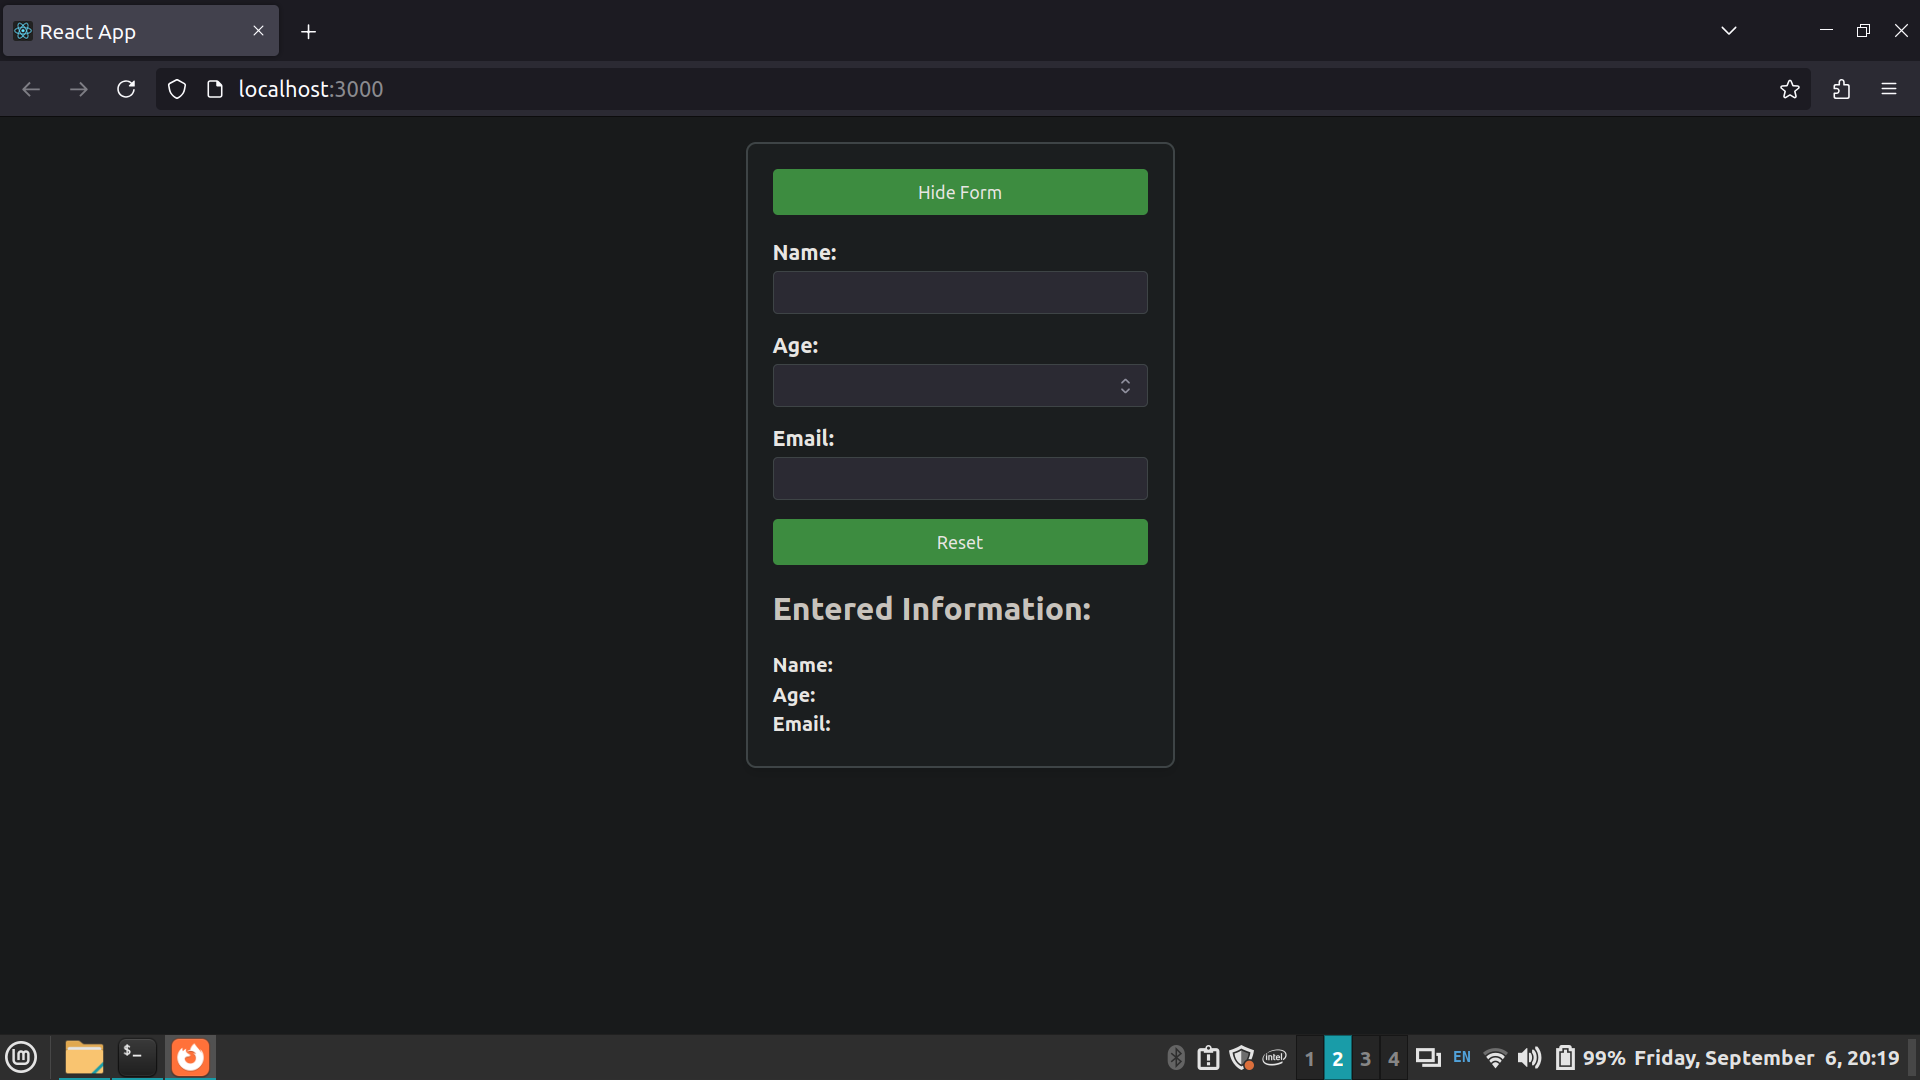 React App
localhost:3000
Hide Form
Name:
Age:
Email:
Reset
Entered Information:
Name:
Age:
Email:
$_
intel
1 2 3 4 EN 99% Friday, September 6, 20:19